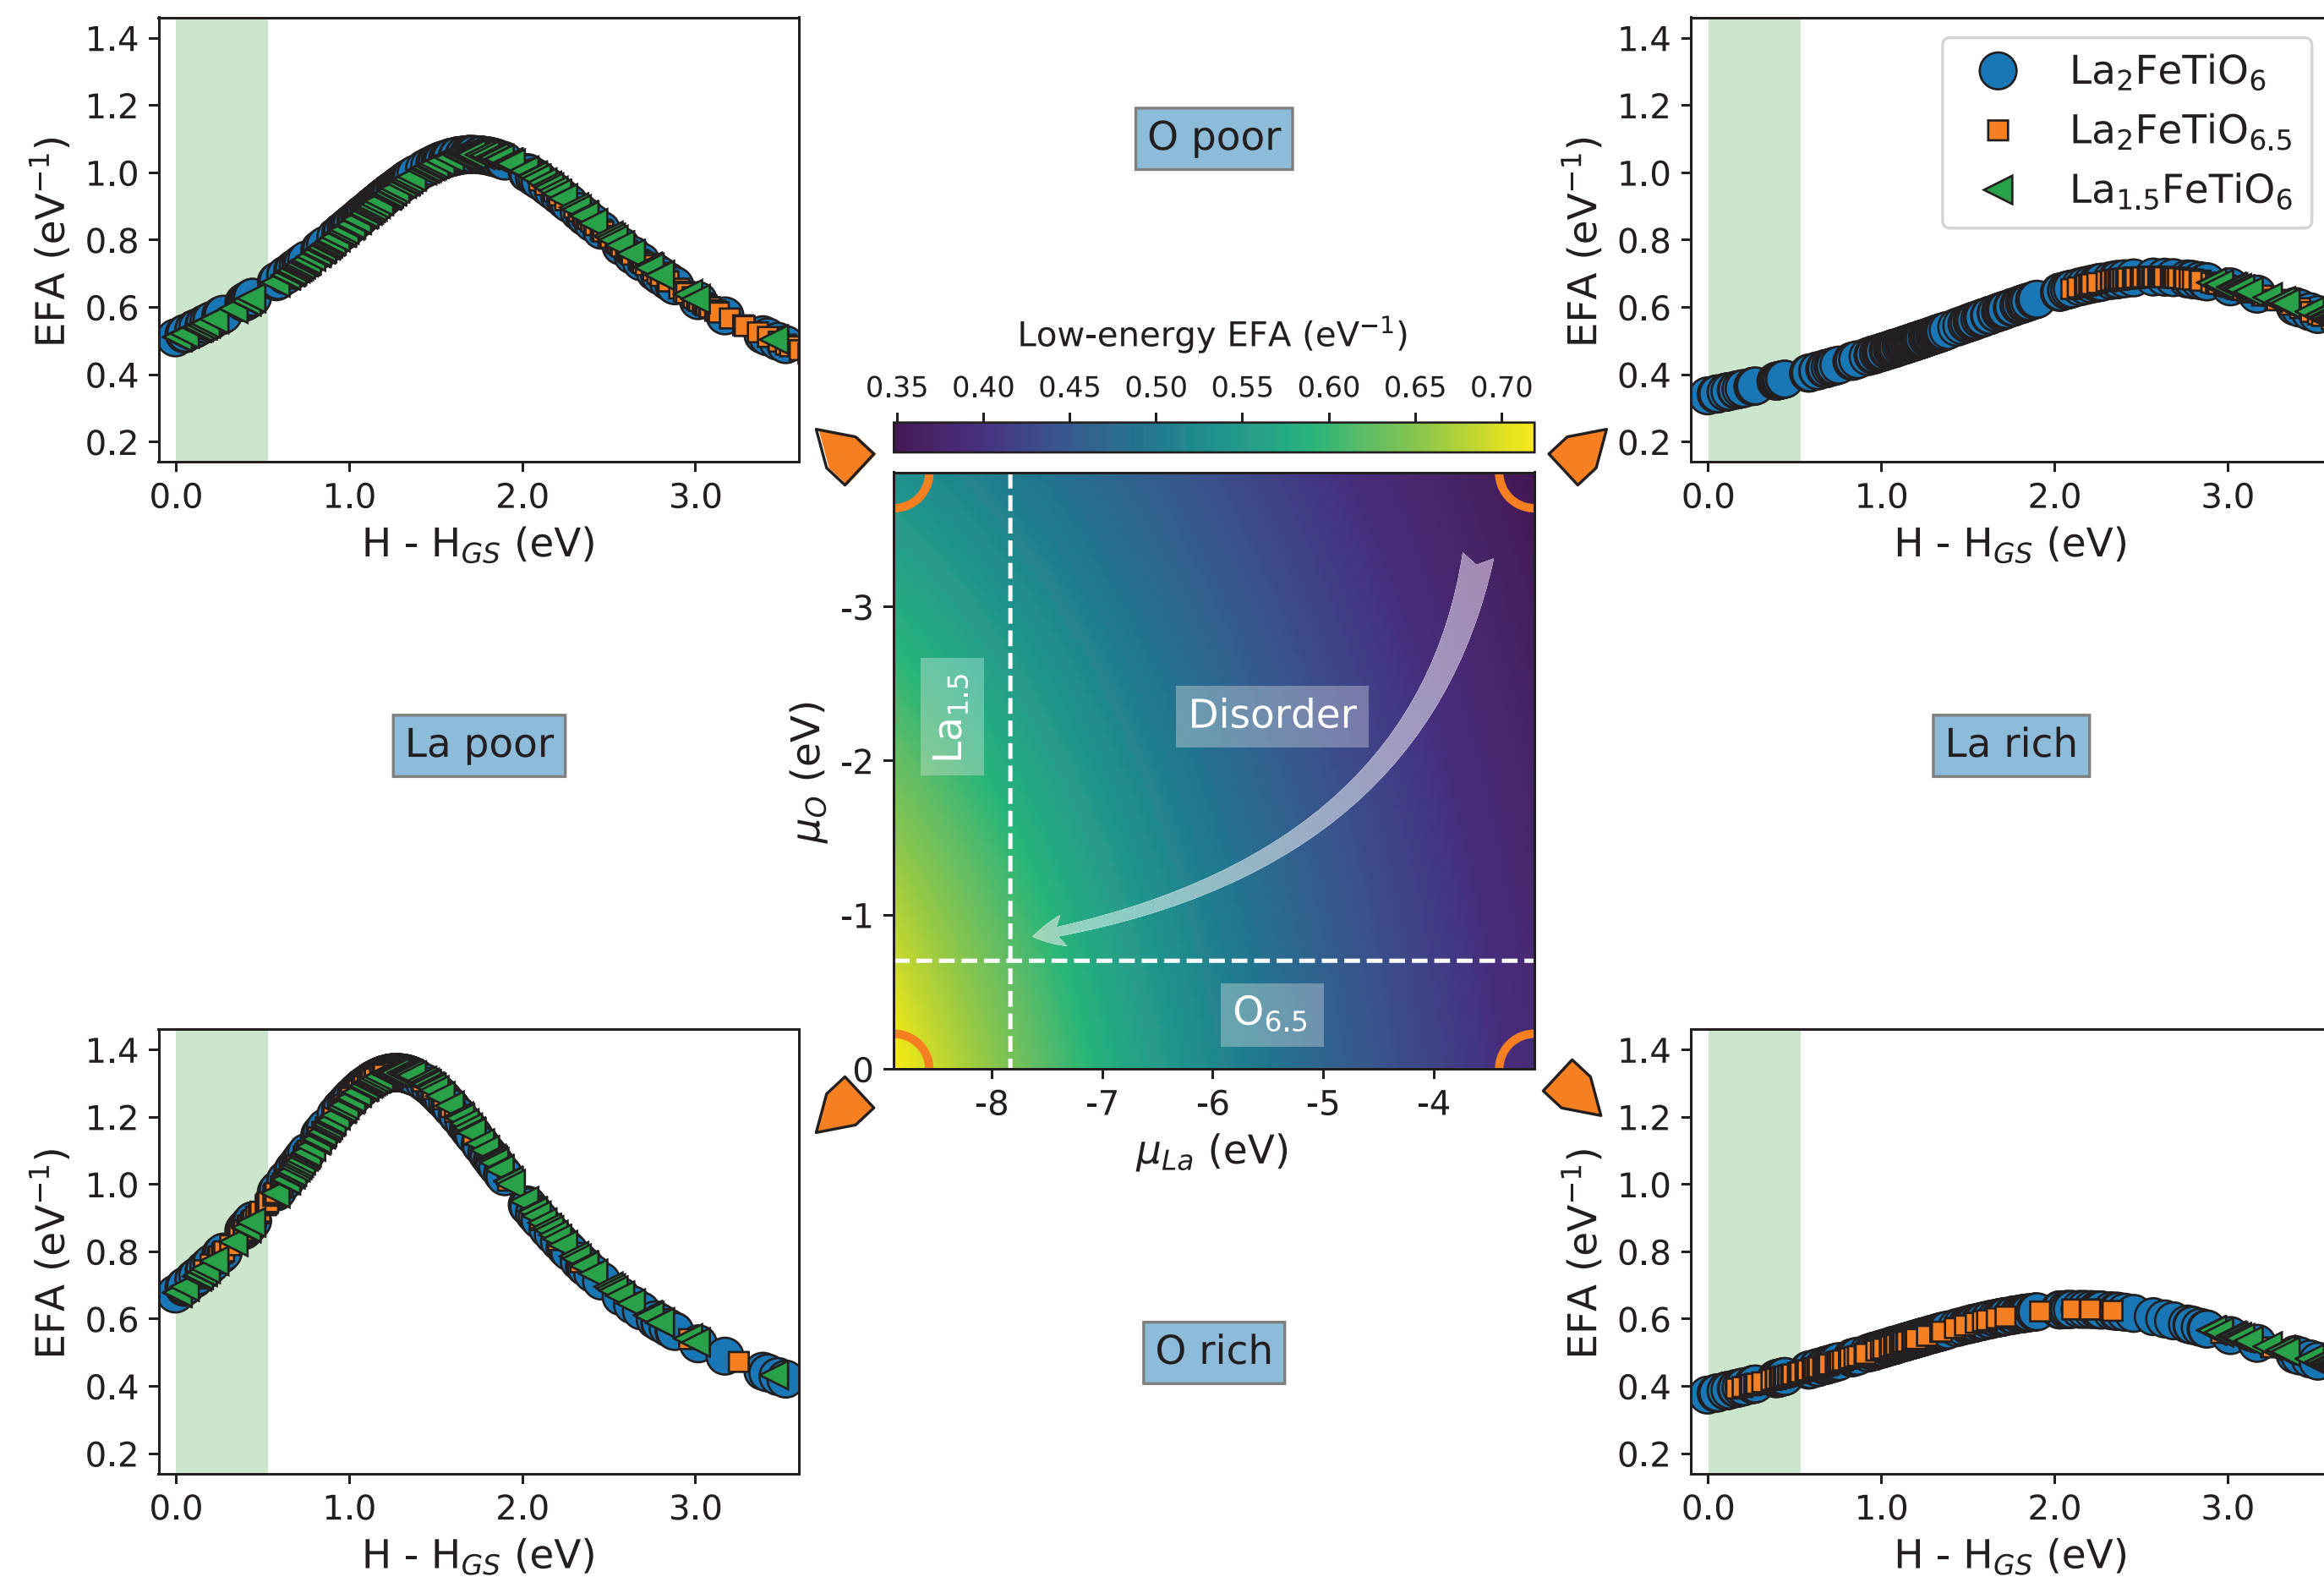 1.4
1.2
1.0
0.8
0.6
0.4
0.2
EFA (eV⁻¹)
0.0 1.0 2.0 3.0
H - H_GS (eV)
O poor
1.4
1.2
1.0
0.8
0.6
0.4
0.2
EFA (eV⁻¹)
0.0 1.0 2.0 3.0
H - H_GS (eV)
La₂FeTiO₆
La₂FeTiO₆.₅
La₁.₅FeTiO₆
Low-energy EFA (eV⁻¹)
0.35 0.40 0.45 0.50 0.55 0.60 0.65 0.70
La poor
μ_O (eV)
-3
-2
-1
0
La₁.₅
Disorder
O₆.₅
-8 -7 -6 -5 -4
μ_La (eV)
La rich
1.4
1.2
1.0
0.8
0.6
0.4
0.2
EFA (eV⁻¹)
0.0 1.0 2.0 3.0
H - H_GS (eV)
O rich
1.4
1.2
1.0
0.8
0.6
0.4
0.2
EFA (eV⁻¹)
0.0 1.0 2.0 3.0
H - H_GS (eV)